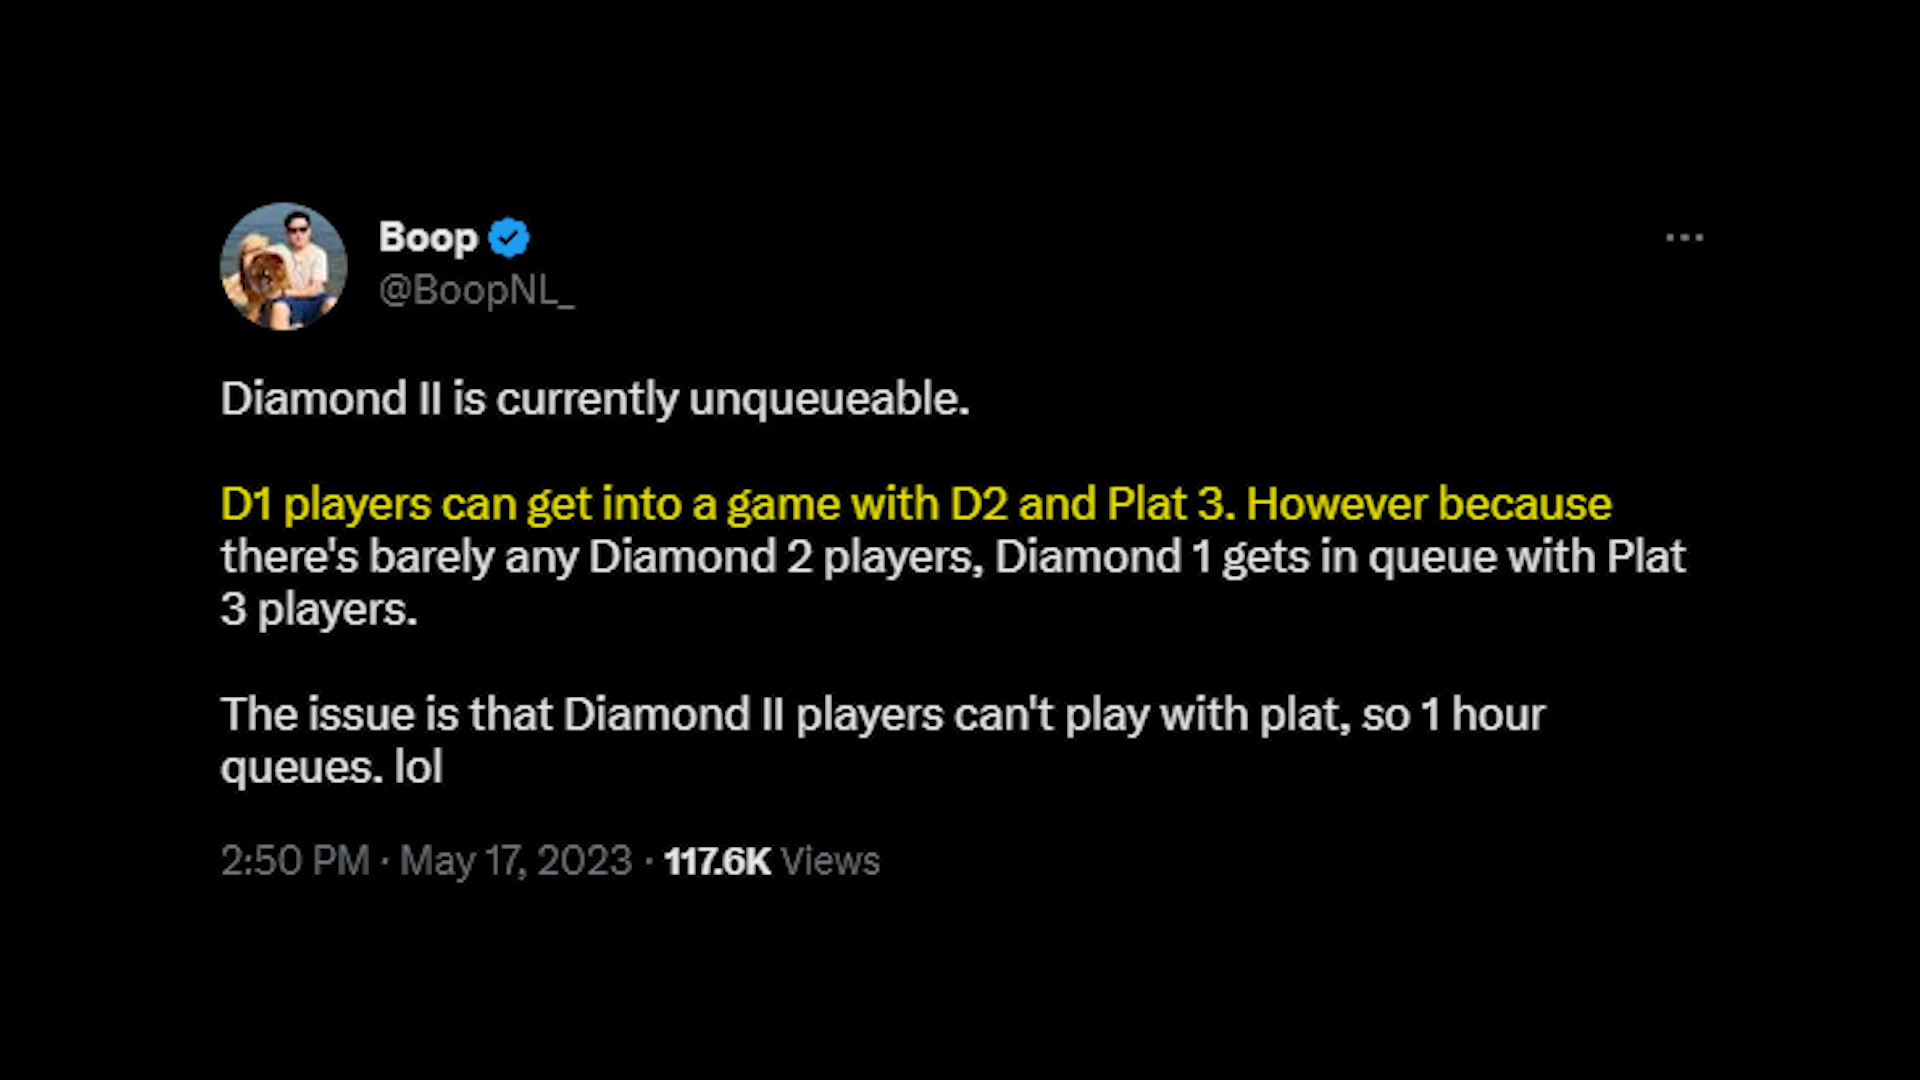 Boop
@BoopNL_
Diamond II is currently unqueueable.
D1 players can get into a game with D2 and Plat 3. However because
there's barely any Diamond 2 players, Diamond 1 gets in queue with Plat
3 players.
The issue is that Diamond II players can't play with plat, so 1 hour
queues. lol
2:50 PM · May 17, 2023 · 117.6K Views